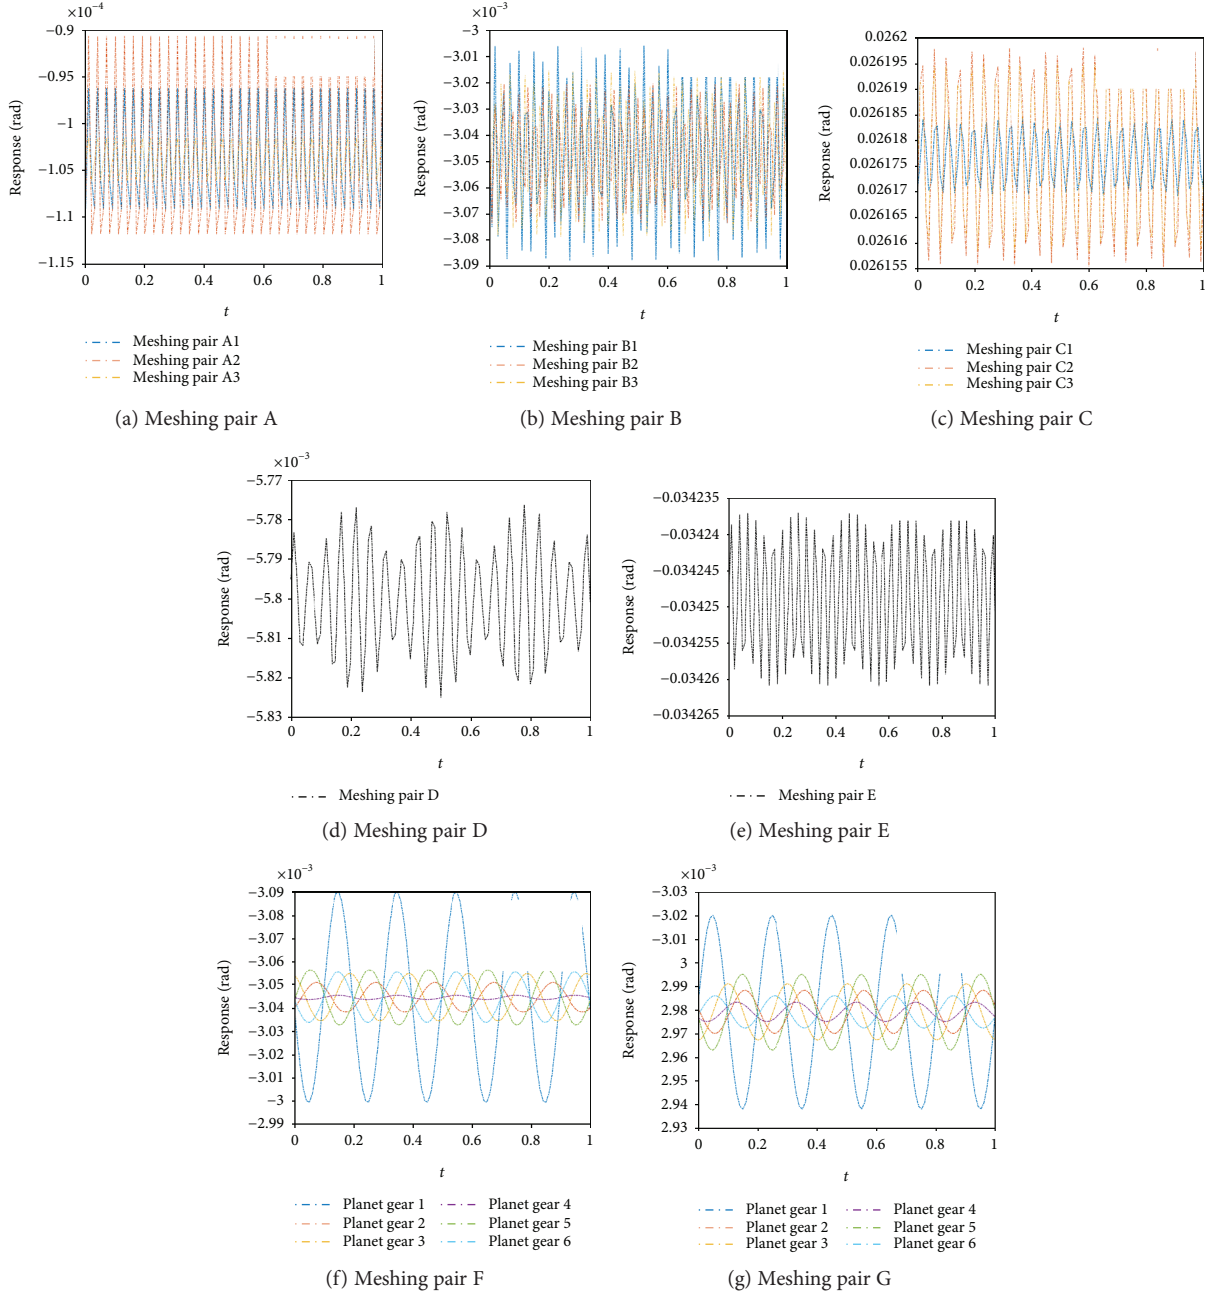 ×10⁻⁴
−0.9
−0.95
−1
−1.05
−1.1
−1.15
Response (rad)
0 0.2 0.4 0.6 0.8 1
t
Meshing pair A1
Meshing pair A2
Meshing pair A3
(a) Meshing pair A
×10⁻³
−3
−3.01
−3.02
−3.03
−3.04
−3.05
−3.06
−3.07
−3.08
−3.09
Response (rad)
0 0.2 0.4 0.6 0.8 1
t
Meshing pair B1
Meshing pair B2
Meshing pair B3
(b) Meshing pair B
0.0262
0.026195
0.02619
0.026185
0.02618
0.026175
0.02617
0.026165
0.02616
0.026155
Response (rad)
0 0.2 0.4 0.6 0.8 1
t
Meshing pair C1
Meshing pair C2
Meshing pair C3
(c) Meshing pair C
×10⁻³
−5.77
−5.78
−5.79
−5.8
−5.81
−5.82
−5.83
Response (rad)
0 0.2 0.4 0.6 0.8 1
t
Meshing pair D
(d) Meshing pair D
−0.034235
−0.03424
−0.034245
−0.03425
−0.034255
−0.03426
−0.034265
Response (rad)
0 0.2 0.4 0.6 0.8 1
t
Meshing pair E
(e) Meshing pair E
×10⁻³
−3.09
−3.08
−3.07
−3.06
−3.05
−3.04
−3.03
−3.02
−3.01
−3
−2.99
Response (rad)
0 0.2 0.4 0.6 0.8 1
t
Planet gear 1
Planet gear 2
Planet gear 3
Planet gear 4
Planet gear 5
Planet gear 6
(f) Meshing pair F
×10⁻³
−3.03
−3.02
−3.01
3
2.99
2.98
2.97
2.96
2.95
2.94
2.93
Response (rad)
0 0.2 0.4 0.6 0.8 1
t
Planet gear 1
Planet gear 2
Planet gear 3
Planet gear 4
Planet gear 5
Planet gear 6
(g) Meshing pair G